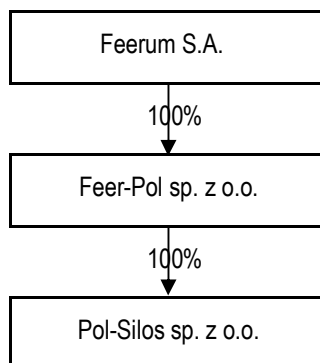 Feerum S.A.
100%
Feer-Pol sp. z o.o.
100%
Pol-Silos sp. z o.o.